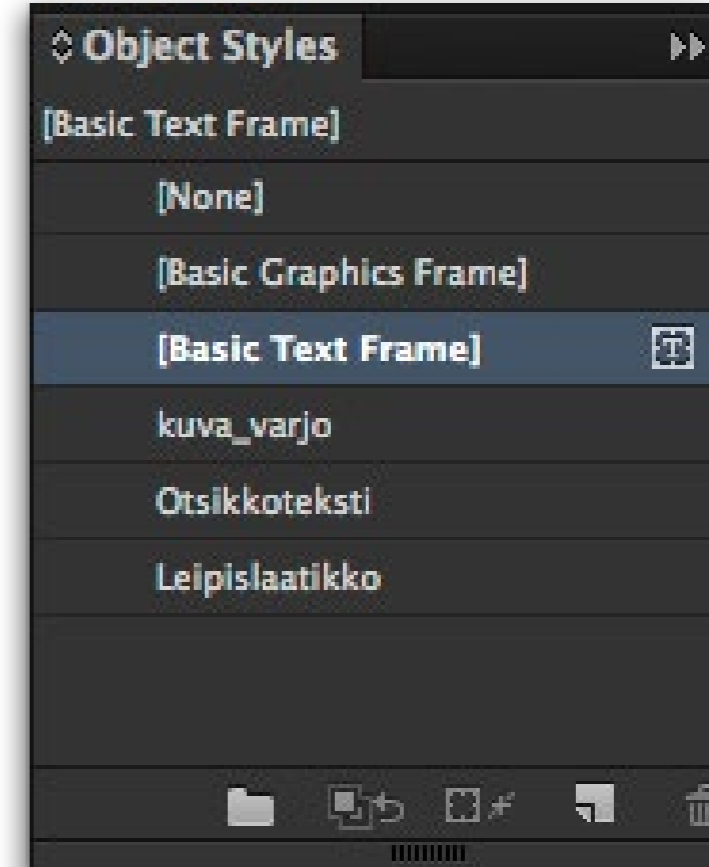 Object Styles
[Basic Text Frame]
[None]
[Basic Graphics Frame]
[Basic Text Frame]
kuva_varjo
Otsikkoteksti
Leipislaatikko